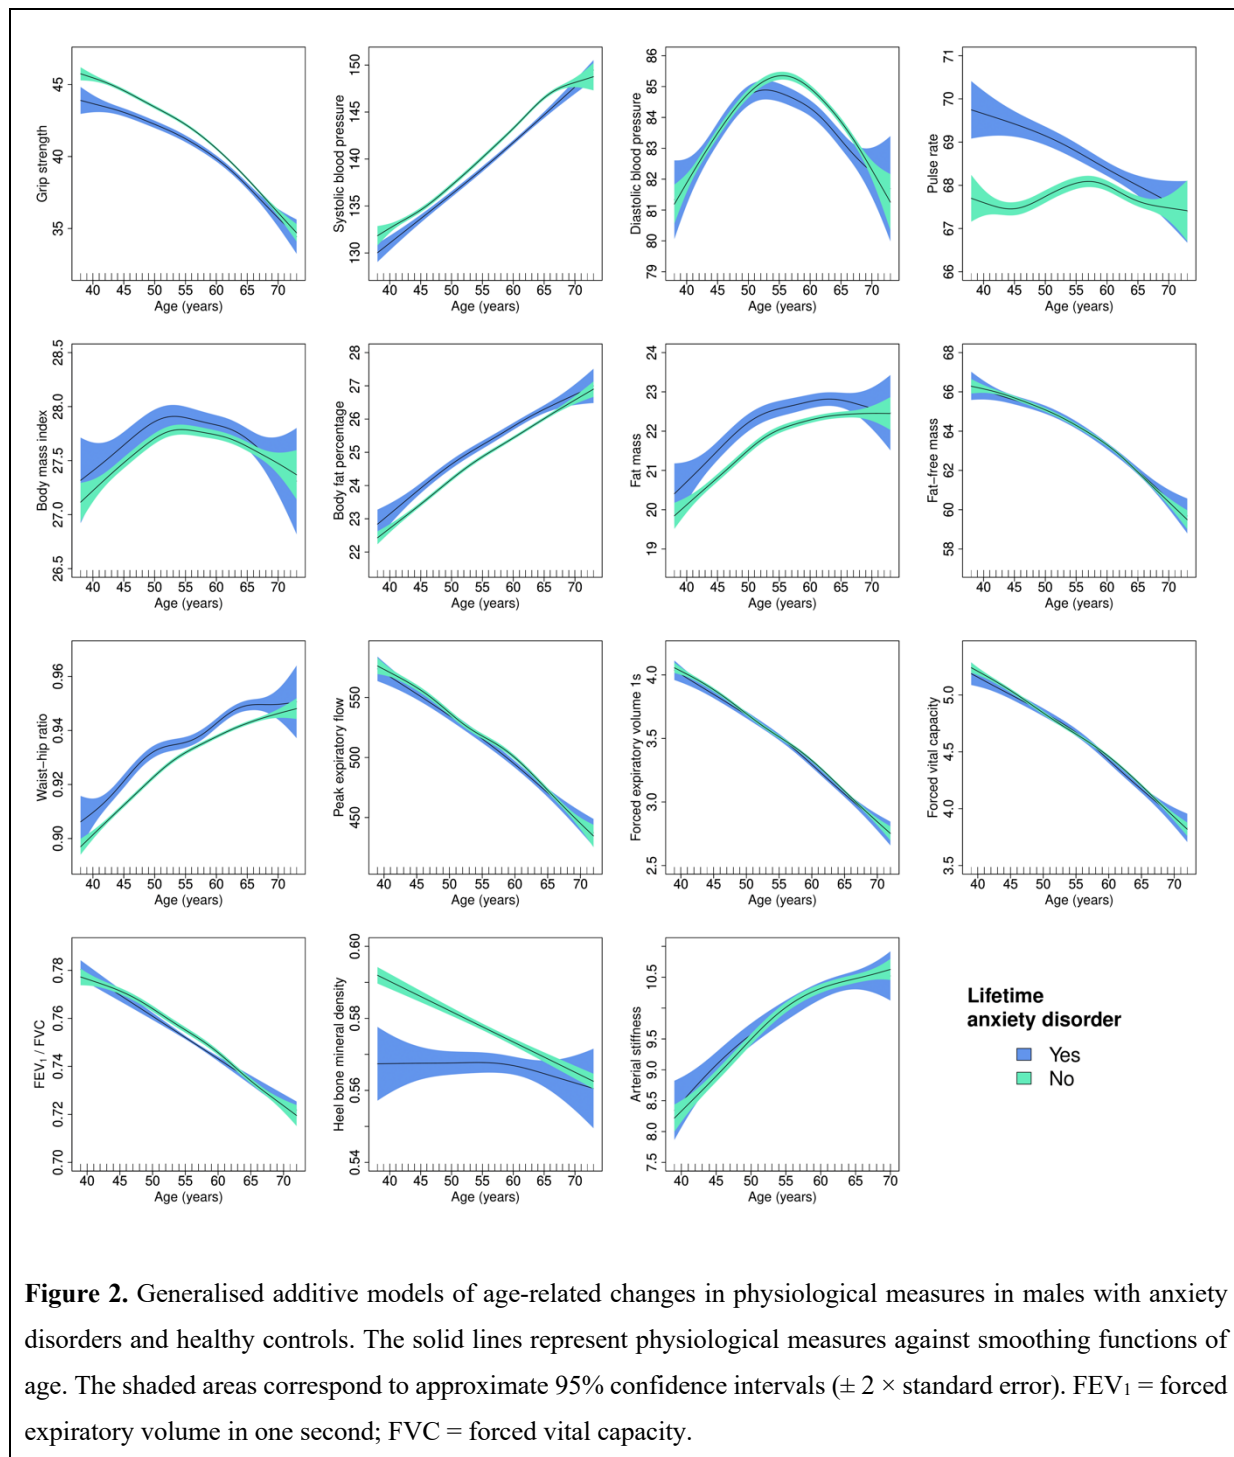 Grip strength
45
40
35
40 45 50 55 60 65 70
Age (years)
Systolic blood pressure
150
145
140
135
130
40 45 50 55 60 65 70
Age (years)
Diastolic blood pressure
86
85
84
83
82
81
80
79
40 45 50 55 60 65 70
Age (years)
Pulse rate
71
70
69
68
67
66
40 45 50 55 60 65 70
Age (years)
Body mass index
28.5
28.0
27.5
27.0
26.5
40 45 50 55 60 65 70
Age (years)
Body fat percentage
28
27
26
25
24
23
22
40 45 50 55 60 65 70
Age (years)
Fat mass
24
23
22
21
20
19
40 45 50 55 60 65 70
Age (years)
Fat−free mass
68
66
64
62
60
58
40 45 50 55 60 65 70
Age (years)
Waist−hip ratio
0.96
0.94
0.92
0.90
40 45 50 55 60 65 70
Age (years)
Peak expiratory flow
550
500
450
40 45 50 55 60 65 70
Age (years)
Forced expiratory volume 1s
4.0
3.5
3.0
2.5
40 45 50 55 60 65 70
Age (years)
Forced vital capacity
5.0
4.5
4.0
3.5
40 45 50 55 60 65 70
Age (years)
FEV₁ / FVC
0.78
0.76
0.74
0.72
0.70
40 45 50 55 60 65 70
Age (years)
Heel bone mineral density
0.60
0.58
0.56
0.54
40 45 50 55 60 65 70
Age (years)
Arterial stiffness
10.5
10.0
9.5
9.0
8.5
8.0
7.5
40 45 50 55 60 65 70
Age (years)
Lifetime
anxiety disorder
Yes
No
Figure 2. Generalised additive models of age-related changes in physiological measures in males with anxiety
disorders and healthy controls. The solid lines represent physiological measures against smoothing functions of
age. The shaded areas correspond to approximate 95% confidence intervals (± 2 × standard error). FEV₁ = forced
expiratory volume in one second; FVC = forced vital capacity.